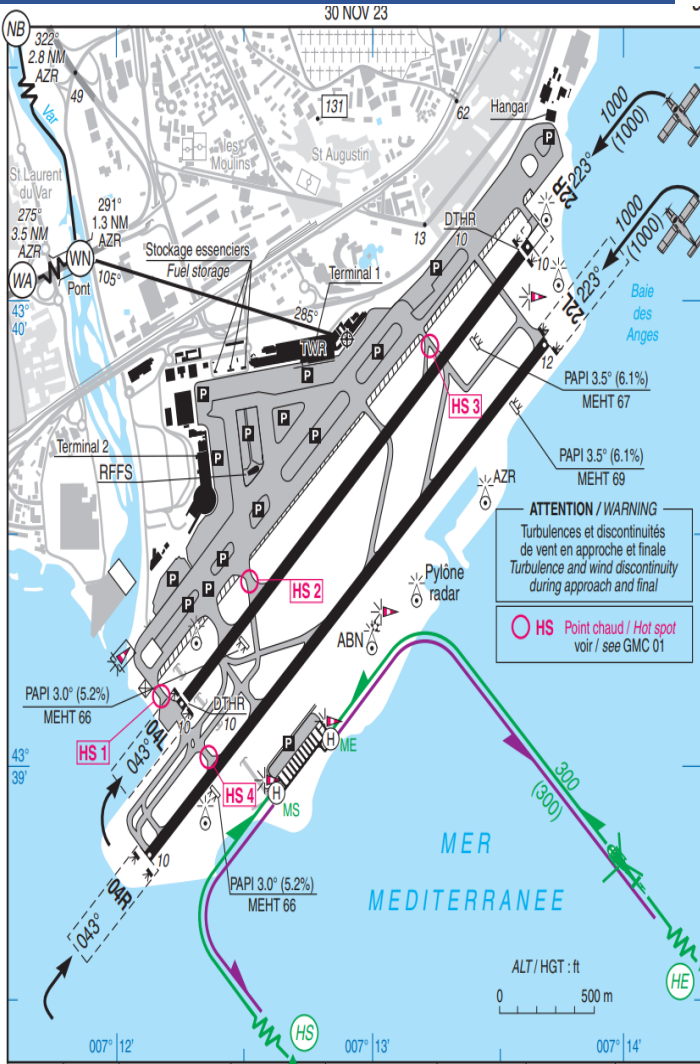 30 NOV 23
NB
322°
2.8 NM
AZR
49
Var
131
62
Hangar
1000
(1000)
223°
22R
les
Moulins
St Augustin
St Laurent
du Var
275°
3.5 NM
AZR
291°
1.3 NM
AZR
WN
WA
Pont
105°
Stockage essenciers
Fuel storage
Terminal 1
285°
13
DTHR
10
10
1000
(1000)
223°
22L
Baie
des
Anges
43°
40'
P
P
TWR
P
P
P
HS 3
12
PAPI 3.5° (6.1%)
MEHT 67
P
P
P
P
Terminal 2
RFFS
P
PAPI 3.5° (6.1%)
MEHT 69
AZR
P
ATTENTION / WARNING
Turbulences et discontinuités
de vent en approche et finale
Turbulence and wind discontinuity
during approach and final
HS Point chaud / Hot spot
voir / see GMC 01
P
P
P
P
HS 2
Pylône
radar
ABN
PAPI 3.0° (5.2%)
MEHT 66
DTHR
10
10
HS 1
04L
043°
P
H
ME
43°
39'
HS 4
H
MS
300
(300)
10
04R
043°
PAPI 3.0° (5.2%)
MEHT 66
MER
MEDITERRANEE
ALT / HGT : ft
0 500 m
HE
HS
007° 12'
007° 13'
007° 14'